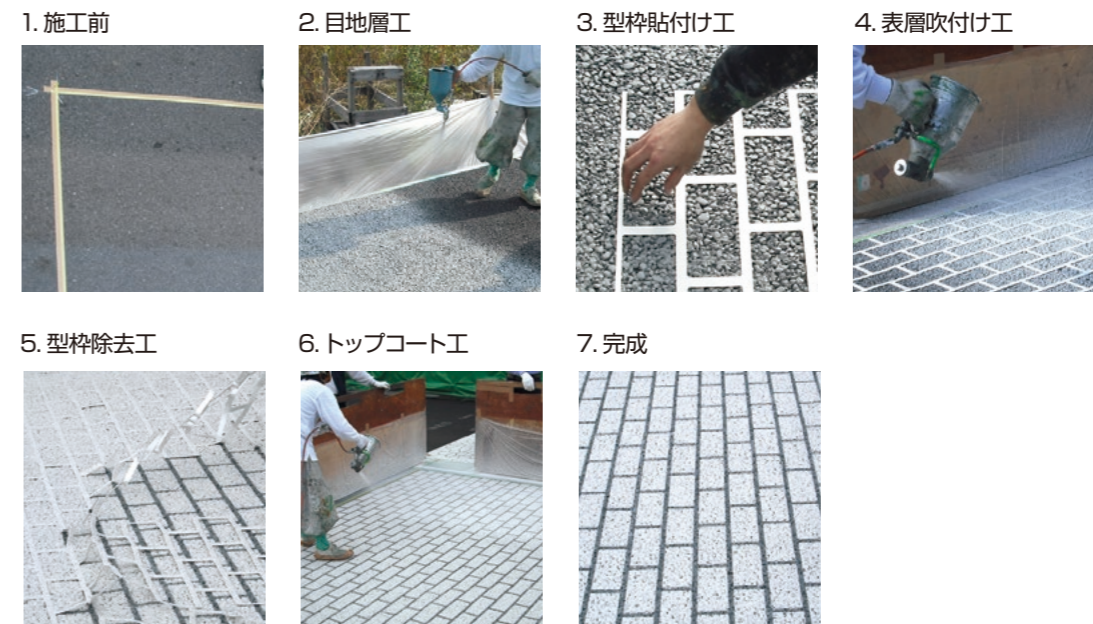 1. 施工前
2. 目地層工
3. 型枠貼付け工
4. 表層吹付け工
5. 型枠除去工
6. トップコート工
7. 完成